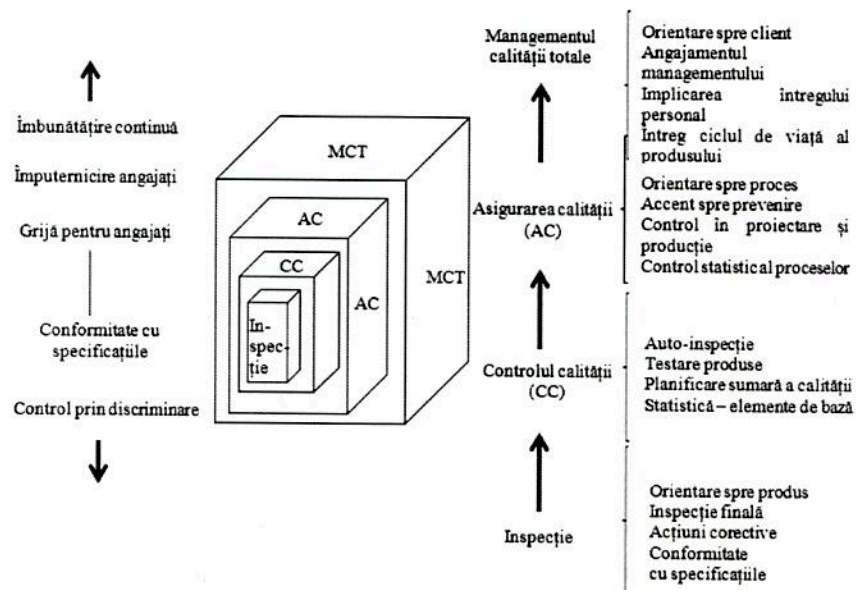 Îmbunătățire continuă
Împuternicire angajați
Grijă pentru angajați
Conformitate cu
specificațiile
Control prin discriminare
MCT
AC
CC
In-
spec-
ție
AC
MCT
Managementul
calității totale
Asigurarea calității
(AC)
Controlul calității
(CC)
Inspecție
Orientare spre client
Angajamentul
managementului
Implicarea întregului
personal
Întreg ciclul de viață al
produsului
Orientare spre proces
Accent spre prevenire
Control în proiectare și
producție
Control statistic al proceselor
Auto-inspecție
Testare produse
Planificare sumară a calității
Statistică – elemente de bază
Orientare spre produs
Inspecție finală
Acțiuni corective
Conformitate
cu specificațiile